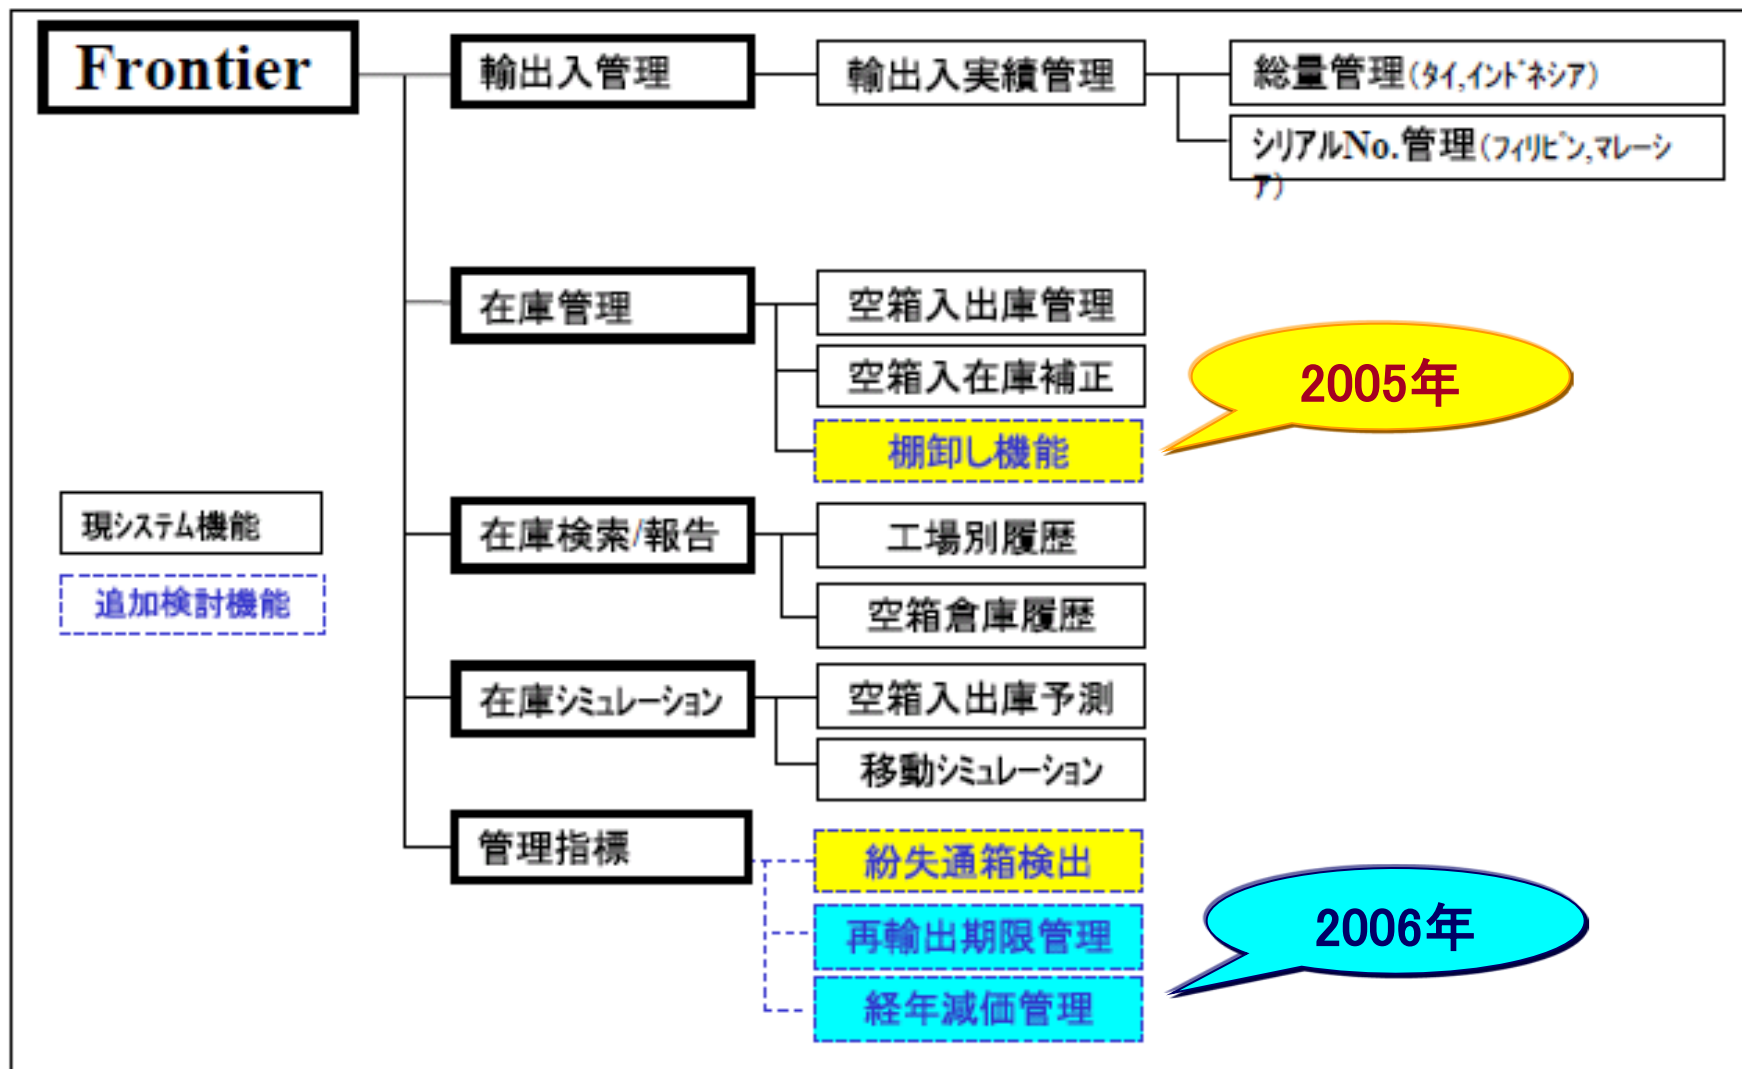 Frontier
輸出入管理
輸出入実績管理
総量管理(タイ,インドネシア)
シリアルNo.管理(フィリピン,マレーシ
ア)
在庫管理
空箱入出庫管理
空箱入在庫補正
棚卸し機能
2005年
現システム機能
追加検討機能
在庫検索/報告
工場別履歴
空箱倉庫履歴
在庫シミュレーション
空箱入出庫予測
移動シミュレーション
管理指標
紛失通箱検出
再輸出期限管理
経年減価管理
2006年